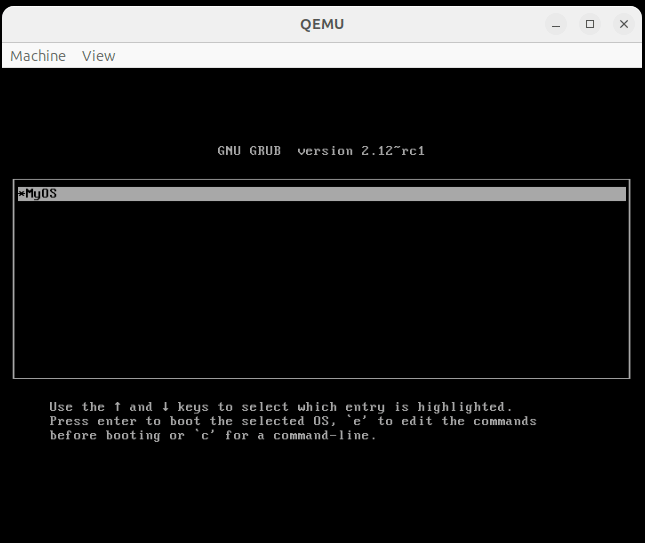 QEMU
Machine View
GNU GRUB  version 2.12~rc1
*MyOS
Use the ↑ and ↓ keys to select which entry is highlighted.
Press enter to boot the selected OS, `e' to edit the commands
before booting or `c' for a command-line.